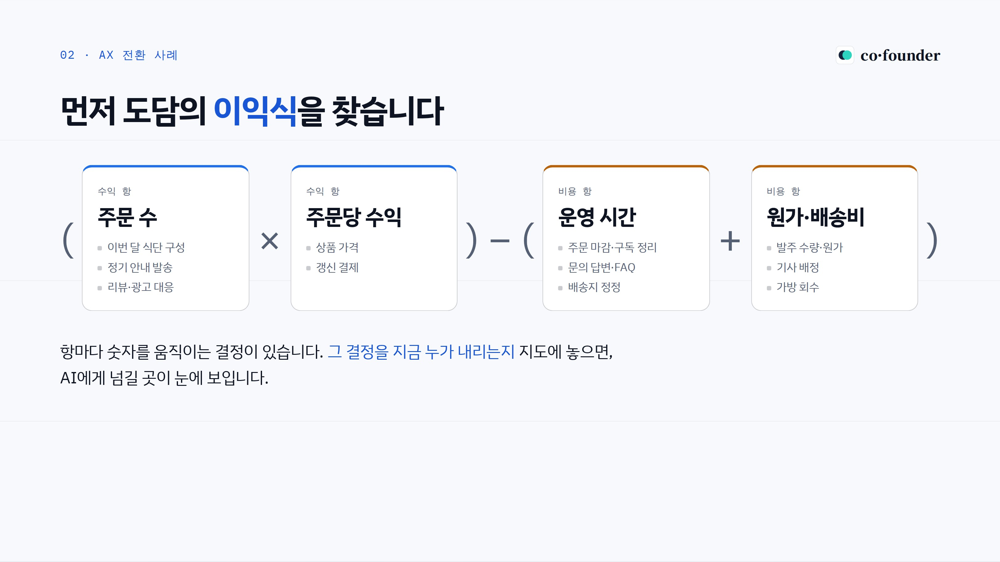 02 · AX 전환 사례
co·founder
먼저 도담의 이익식을 찾습니다
(
수익 항
주문 수
이번 달 식단 구성
정기 안내 발송
리뷰·광고 대응
×
수익 항
주문당 수익
상품 가격
갱신 결제
) − (
비용 항
운영 시간
주문 마감·구독 정리
문의 답변·FAQ
배송지 정정
+
비용 항
원가·배송비
발주 수량·원가
기사 배정
가방 회수
)
항마다 숫자를 움직이는 결정이 있습니다. 그 결정을 지금 누가 내리는지 지도에 놓으면,
AI에게 넘길 곳이 눈에 보입니다.